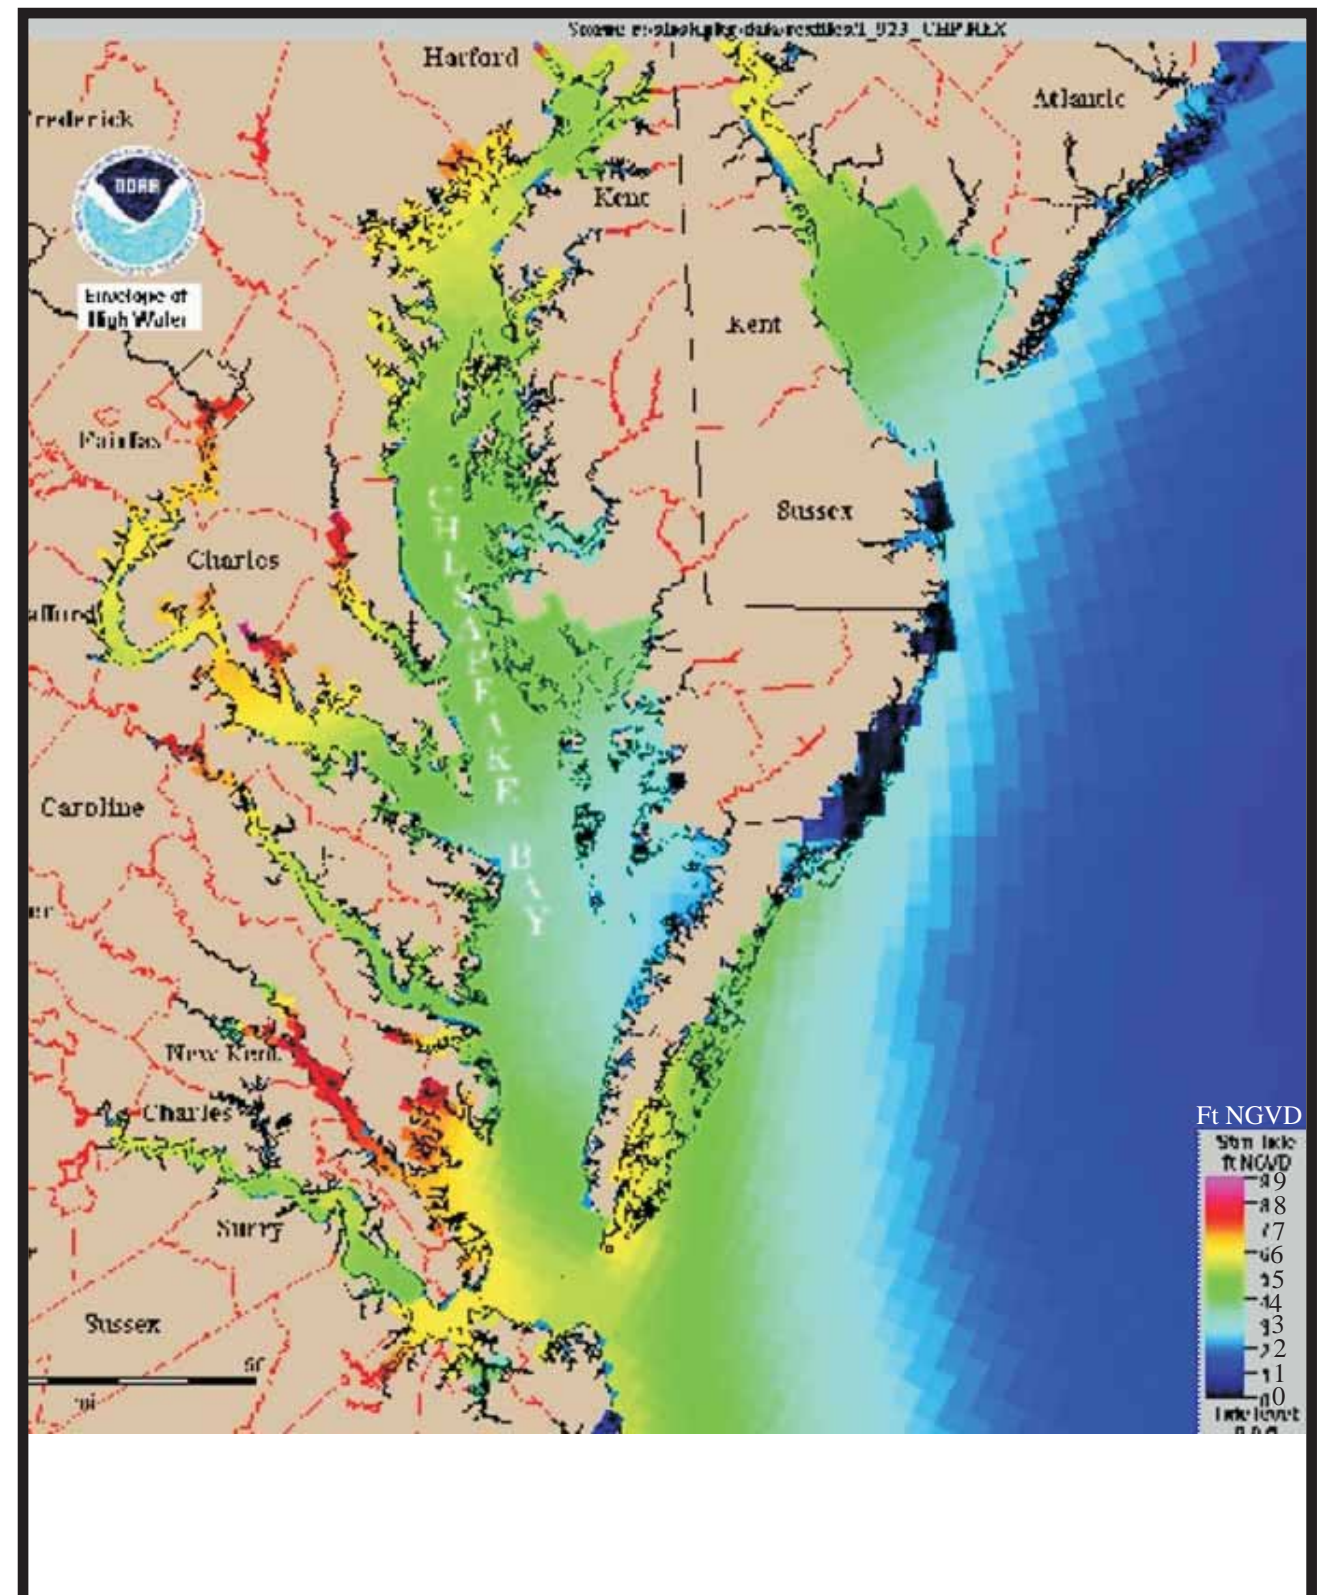 Harford
Atlantic
Frederick
NOAA
Kent
Envelope of
High Water
Kent
Fairfax
Sussex
Charles
CHESAPEAKE BAY
Caroline
New Kent
Charles
Ft NGVD
ft NGVD
9
8
7
6
5
4
3
2
1
0
Surry
Sussex